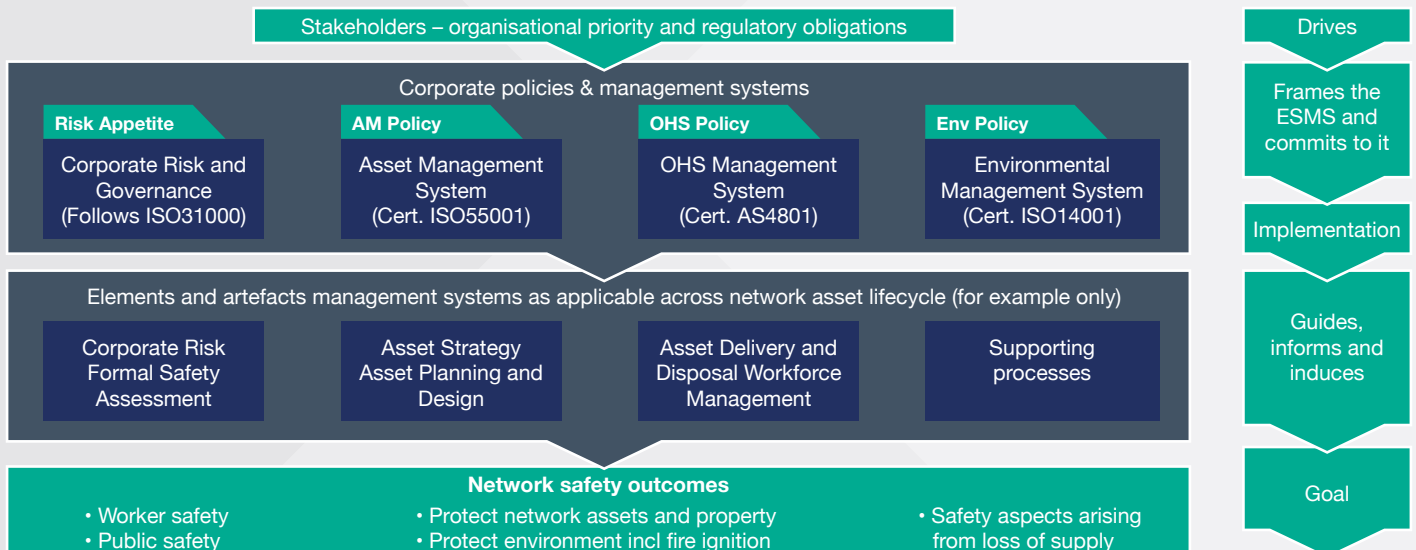 Stakeholders – organisational priority and regulatory obligations
Drives
Corporate policies & management systems
Risk Appetite
Corporate Risk and
Governance
(Follows ISO31000)
AM Policy
Asset Management
System
(Cert. ISO55001)
OHS Policy
OHS Management
System
(Cert. AS4801)
Env Policy
Environmental
Management System
(Cert. ISO14001)
Frames the
ESMS and
commits to it
Implementation
Elements and artefacts management systems as applicable across network asset lifecycle (for example only)
Corporate Risk
Formal Safety
Assessment
Asset Strategy
Asset Planning and
Design
Asset Delivery and
Disposal Workforce
Management
Supporting
processes
Guides,
informs and
induces
Network safety outcomes
• Worker safety
• Public safety
• Protect network assets and property
• Protect environment incl fire ignition
• Safety aspects arising
from loss of supply
Goal